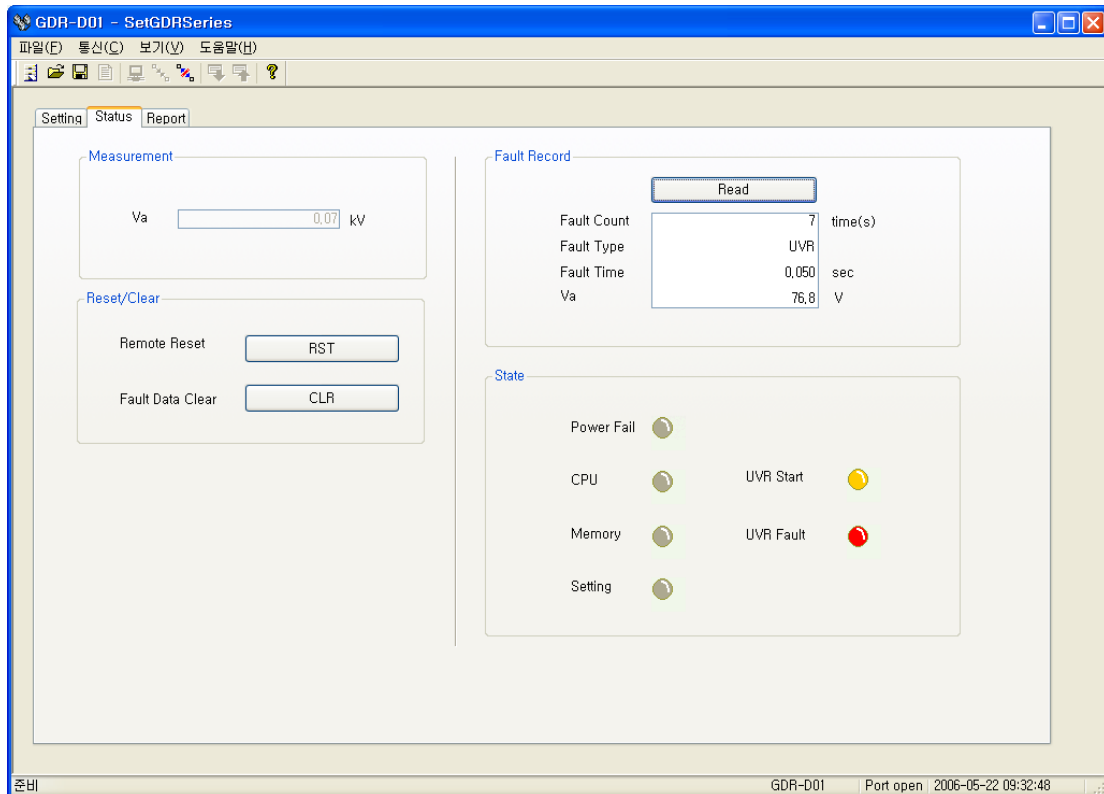 GDR-D01 - SetGDRSeries
파일(F) 통신(C) 보기(V) 도움말(H)
Setting Status Report
Measurement
Va 0,07 kV
Reset/Clear
Remote Reset RST
Fault Data Clear CLR
Fault Record
Read
Fault Count 7 time(s)
Fault Type UVR
Fault Time 0,050 sec
Va 76,8 V
State
Power Fail
CPU UVR Start
Memory UVR Fault
Setting
준비 GDR-D01 Port open 2006-05-22 09:32:48